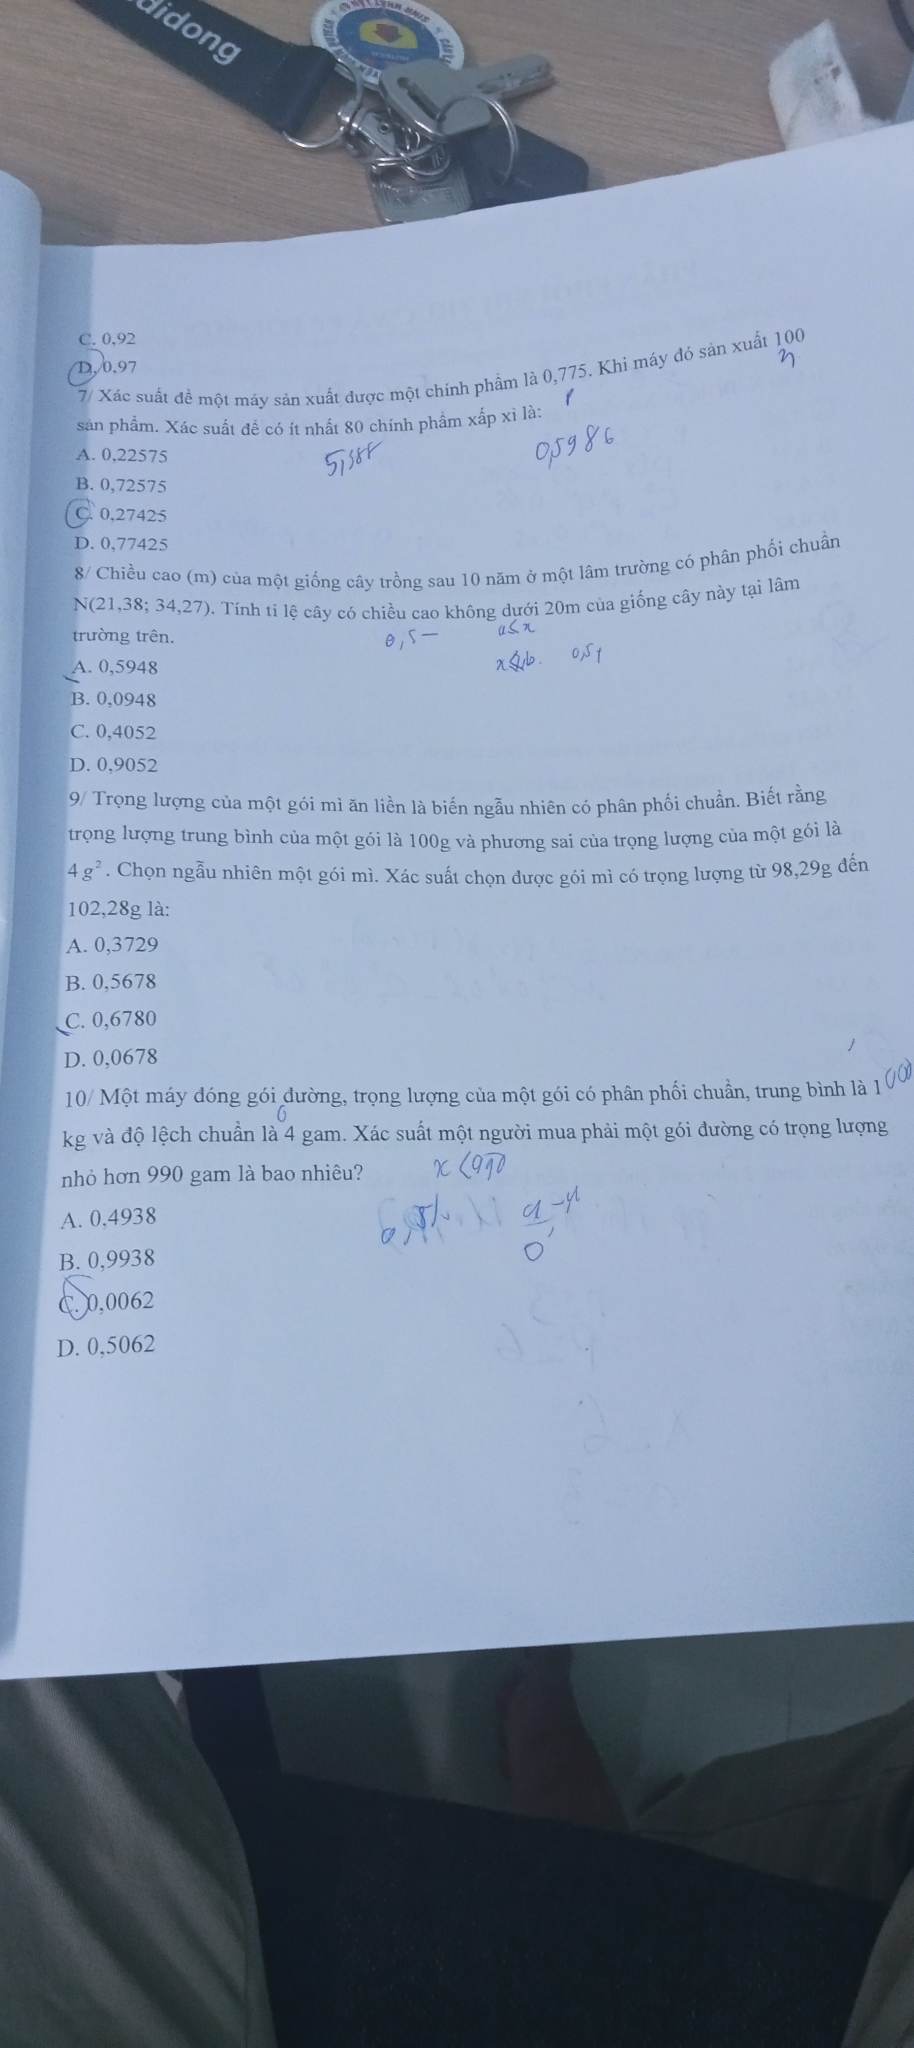 didong
C. 0,92
D. 0,97
7/ Xác suất để một máy sản xuất được một chính phẩm là 0,775. Khi máy đó sản xuất 100
n
sản phẩm. Xác suất để có ít nhất 80 chính phẩm xấp xỉ là:
A. 0,22575
0,5986
B. 0,72575
C. 0,27425
D. 0,77425
8/ Chiều cao (m) của một giống cây trồng sau 10 năm ở một lâm trường có phân phối chuẩn
N(21,38; 34,27). Tính tỉ lệ cây có chiều cao không dưới 20m của giống cây này tại lâm
trường trên.
0,5 -
a ≤ x
A. 0,5948
B. 0,0948
C. 0,4052
D. 0,9052
9/ Trọng lượng của một gói mì ăn liền là biến ngẫu nhiên có phân phối chuẩn. Biết rằng
trọng lượng trung bình của một gói là 100g và phương sai của trọng lượng của một gói là
4 g². Chọn ngẫu nhiên một gói mì. Xác suất chọn được gói mì có trọng lượng từ 98,29g đến
102,28g là:
A. 0,3729
B. 0,5678
C. 0,6780
D. 0,0678
10/ Một máy đóng gói đường, trọng lượng của một gói có phân phối chuẩn, trung bình là 1
kg và độ lệch chuẩn là 4 gam. Xác suất một người mua phải một gói đường có trọng lượng
nhỏ hơn 990 gam là bao nhiêu?
x < 990
A. 0,4938
B. 0,9938
C. 0,0062
D. 0,5062